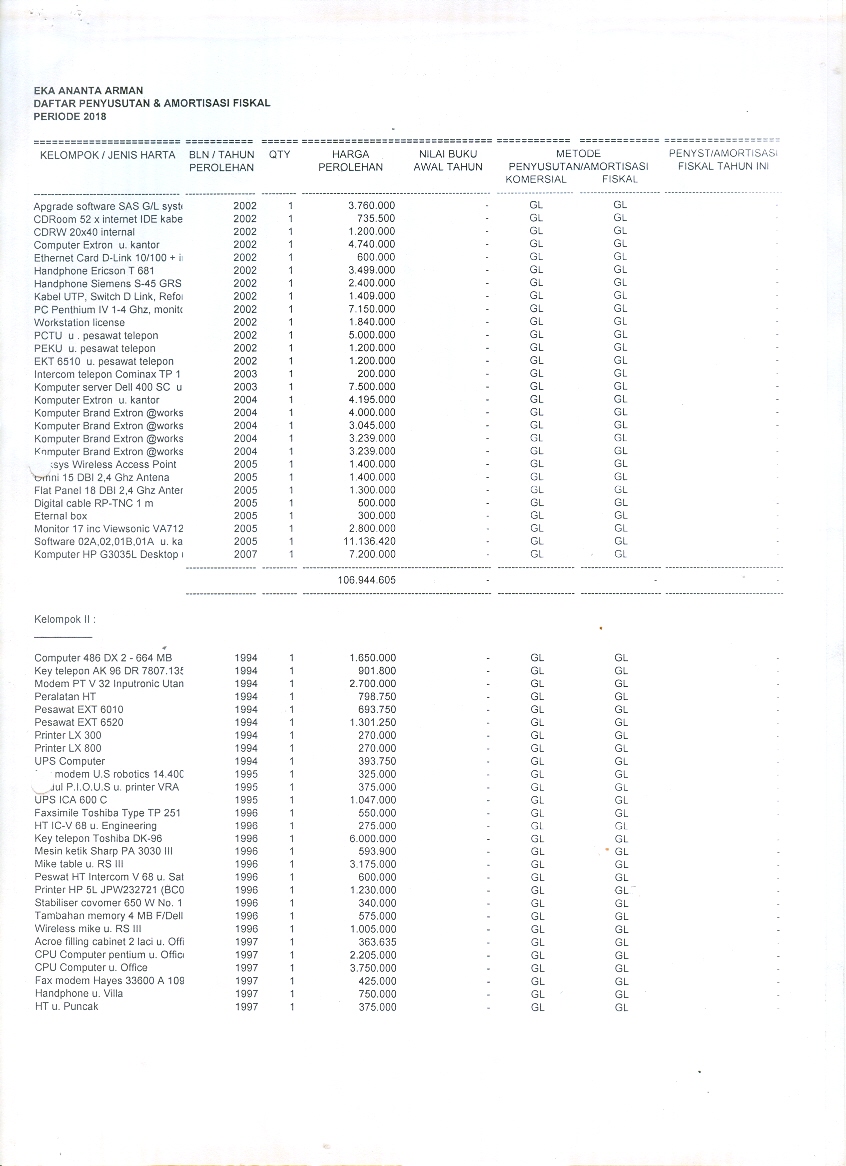 EKA ANANTA ARMAN
DAFTAR PENYUSUTAN & AMORTISASI FISKAL
PERIODE 2018
KELOMPOK / JENIS HARTA BLN / TAHUN QTY HARGA NILAI BUKU METODE PENYST/AMORTISASI
PEROLEHAN PEROLEHAN AWAL TAHUN PENYUSUTAN/AMORTISASI FISKAL TAHUN INI
KOMERSIAL FISKAL
Apgrade software SAS G/L syste 2002 1 3.760.000 - GL GL -
CDRoom 52 x internet IDE kabe 2002 1 735.500 - GL GL -
CDRW 20x40 internal 2002 1 1.200.000 - GL GL -
Computer Extron u. kantor 2002 1 4.740.000 - GL GL -
Ethernet Card D-Link 10/100 + i 2002 1 600.000 - GL GL -
Handphone Ericson T 681 2002 1 3.499.000 - GL GL -
Handphone Siemens S-45 GRS 2002 1 2.400.000 - GL GL -
Kabel UTP, Switch D Link, Refo 2002 1 1.409.000 - GL GL -
PC Penthium IV 1-4 Ghz, monito 2002 1 7.150.000 - GL GL -
Workstation license 2002 1 1.840.000 - GL GL -
PCTU u . pesawat telepon 2002 1 5.000.000 - GL GL -
PEKU u. pesawat telepon 2002 1 1.200.000 - GL GL -
EKT 6510 u. pesawat telepon 2002 1 1.200.000 - GL GL -
Intercom telepon Cominax TP 1 2003 1 200.000 - GL GL -
Komputer server Dell 400 SC u 2003 1 7.500.000 - GL GL -
Komputer Extron u. kantor 2004 1 4.195.000 - GL GL -
Komputer Brand Extron @works 2004 1 4.000.000 - GL GL -
Komputer Brand Extron @works 2004 1 3.045.000 - GL GL -
Komputer Brand Extron @works 2004 1 3.239.000 - GL GL -
Komputer Brand Extron @works 2004 1 3.239.000 - GL GL -
sys Wireless Access Point 2005 1 1.400.000 - GL GL -
Omni 15 DBI 2,4 Ghz Antena 2005 1 1.400.000 - GL GL -
Flat Panel 18 DBI 2,4 Ghz Anter 2005 1 1.300.000 - GL GL -
Digital cable RP-TNC 1 m 2005 1 500.000 - GL GL -
Eternal box 2005 1 300.000 - GL GL -
Monitor 17 inc Viewsonic VA712 2005 1 2.800.000 - GL GL -
Software 02A,02,01B,01A u. ka 2005 1 11.136.420 - GL GL -
Komputer HP G3035L Desktop 2007 1 7.200.000 - GL GL -
106.944.605 - - -
Kelompok II :
Computer 486 DX 2 - 664 MB 1994 1 1.650.000 - GL GL -
Key telepon AK 96 DR 7807.135 1994 1 901.800 - GL GL -
Modem PT V 32 Inputronic Utan 1994 1 2.700.000 - GL GL -
Peralatan HT 1994 1 798.750 - GL GL -
Pesawat EXT 6010 1994 1 693.750 - GL GL -
Pesawat EXT 6520 1994 1 1.301.250 - GL GL -
Printer LX 300 1994 1 270.000 - GL GL -
Printer LX 800 1994 1 270.000 - GL GL -
UPS Computer 1994 1 393.750 - GL GL -
modem U.S robotics 14.400 1995 1 325.000 - GL GL -
ul P.I.O.U.S u. printer VRA 1995 1 375.000 - GL GL -
UPS ICA 600 C 1995 1 1.047.000 - GL GL -
Faxsimile Toshiba Type TP 251 1996 1 550.000 - GL GL -
HT IC-V 68 u. Engineering 1996 1 275.000 - GL GL -
Key telepon Toshiba DK-96 1996 1 6.000.000 - GL GL -
Mesin ketik Sharp PA 3030 III 1996 1 593.900 - GL GL -
Mike table u. RS III 1996 1 3.175.000 - GL GL -
Peswat HT Intercom V 68 u. Sat 1996 1 600.000 - GL GL -
Printer HP 5L JPW232721 (BC0 1996 1 1.230.000 - GL GL -
Stabiliser covomer 650 W No. 1 1996 1 340.000 - GL GL -
Tambahan memory 4 MB F/Dell 1996 1 575.000 - GL GL -
Wireless mike u. RS III 1996 1 1.005.000 - GL GL -
Acroe filling cabinet 2 laci u. Offi 1997 1 363.635 - GL GL -
CPU Computer pentium u. Offic 1997 1 2.205.000 - GL GL -
CPU Computer u. Office 1997 1 3.750.000 - GL GL -
Fax modem Hayes 33600 A 109 1997 1 425.000 - GL GL -
Handphone u. Villa 1997 1 750.000 - GL GL -
HT u. Puncak 1997 1 375.000 - GL GL -